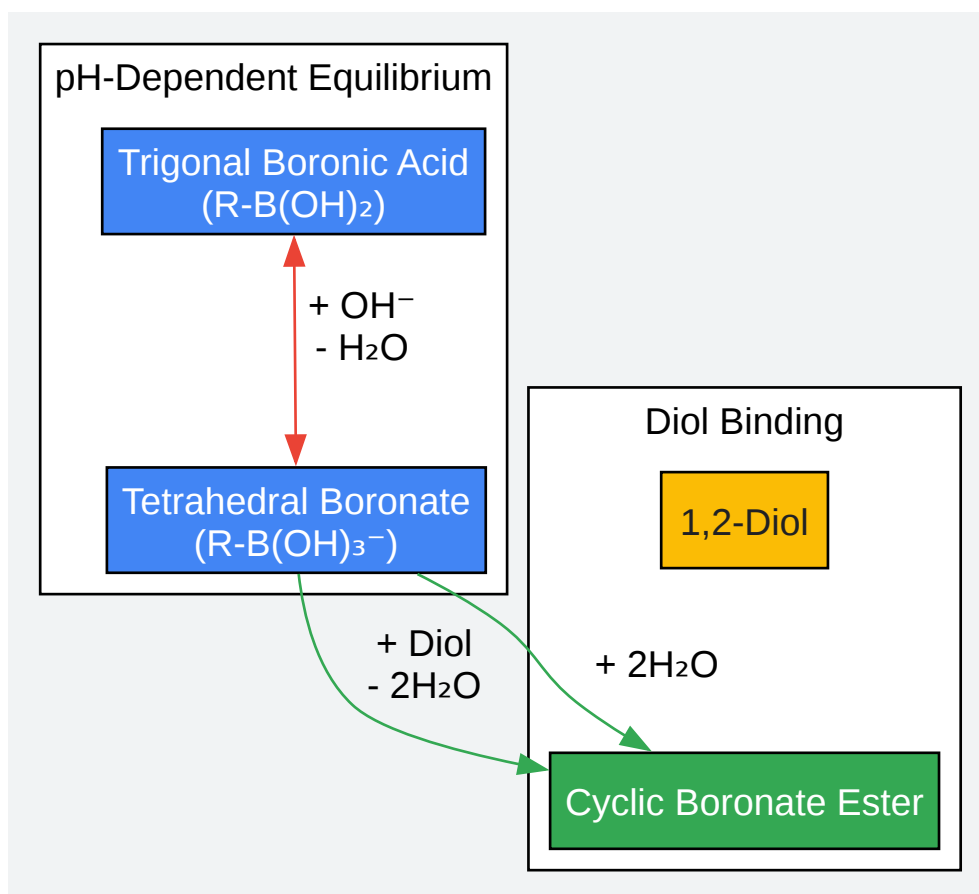 pH-Dependent Equilibrium
Trigonal Boronic Acid
(R-B(OH)₂)
+ OH⁻
- H₂O
Tetrahedral Boronate
(R-B(OH)₃⁻)
Diol Binding
1,2-Diol
+ Diol
- 2H₂O
+ 2H₂O
Cyclic Boronate Ester